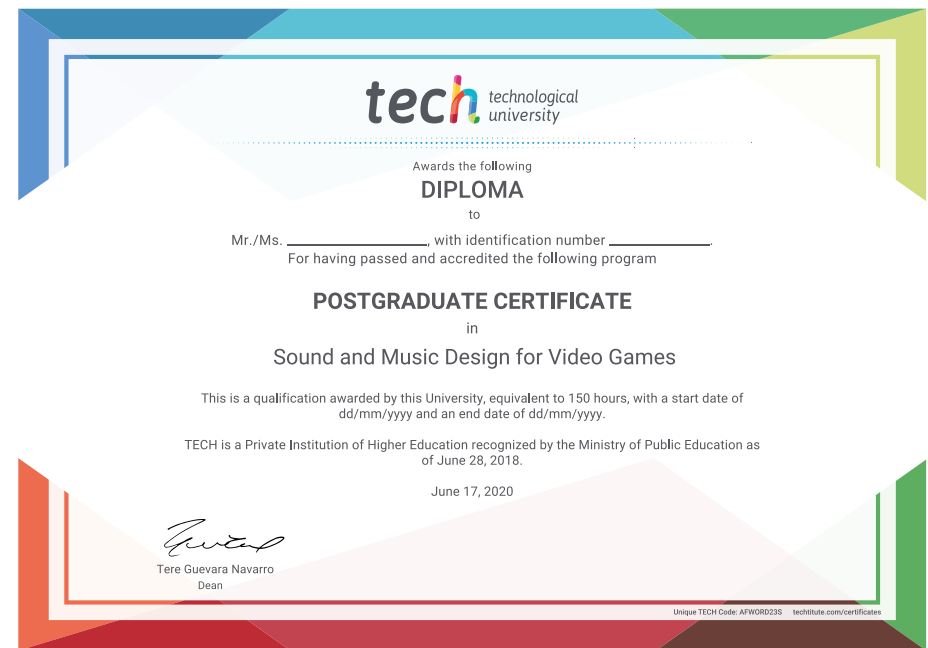 tech technological
university
Awards the following
DIPLOMA
to
Mr./Ms. ____________________, with identification number ______________.
For having passed and accredited the following program
POSTGRADUATE CERTIFICATE
in
Sound and Music Design for Video Games
This is a qualification awarded by this University, equivalent to 150 hours, with a start date of
dd/mm/yyyy and an end date of dd/mm/yyyy.
TECH is a Private Institution of Higher Education recognized by the Ministry of Public Education as
of June 28, 2018.
June 17, 2020
Tere Guevara Navarro
Dean
Unique TECH Code: AFWORD23S techtitute.com/certificates